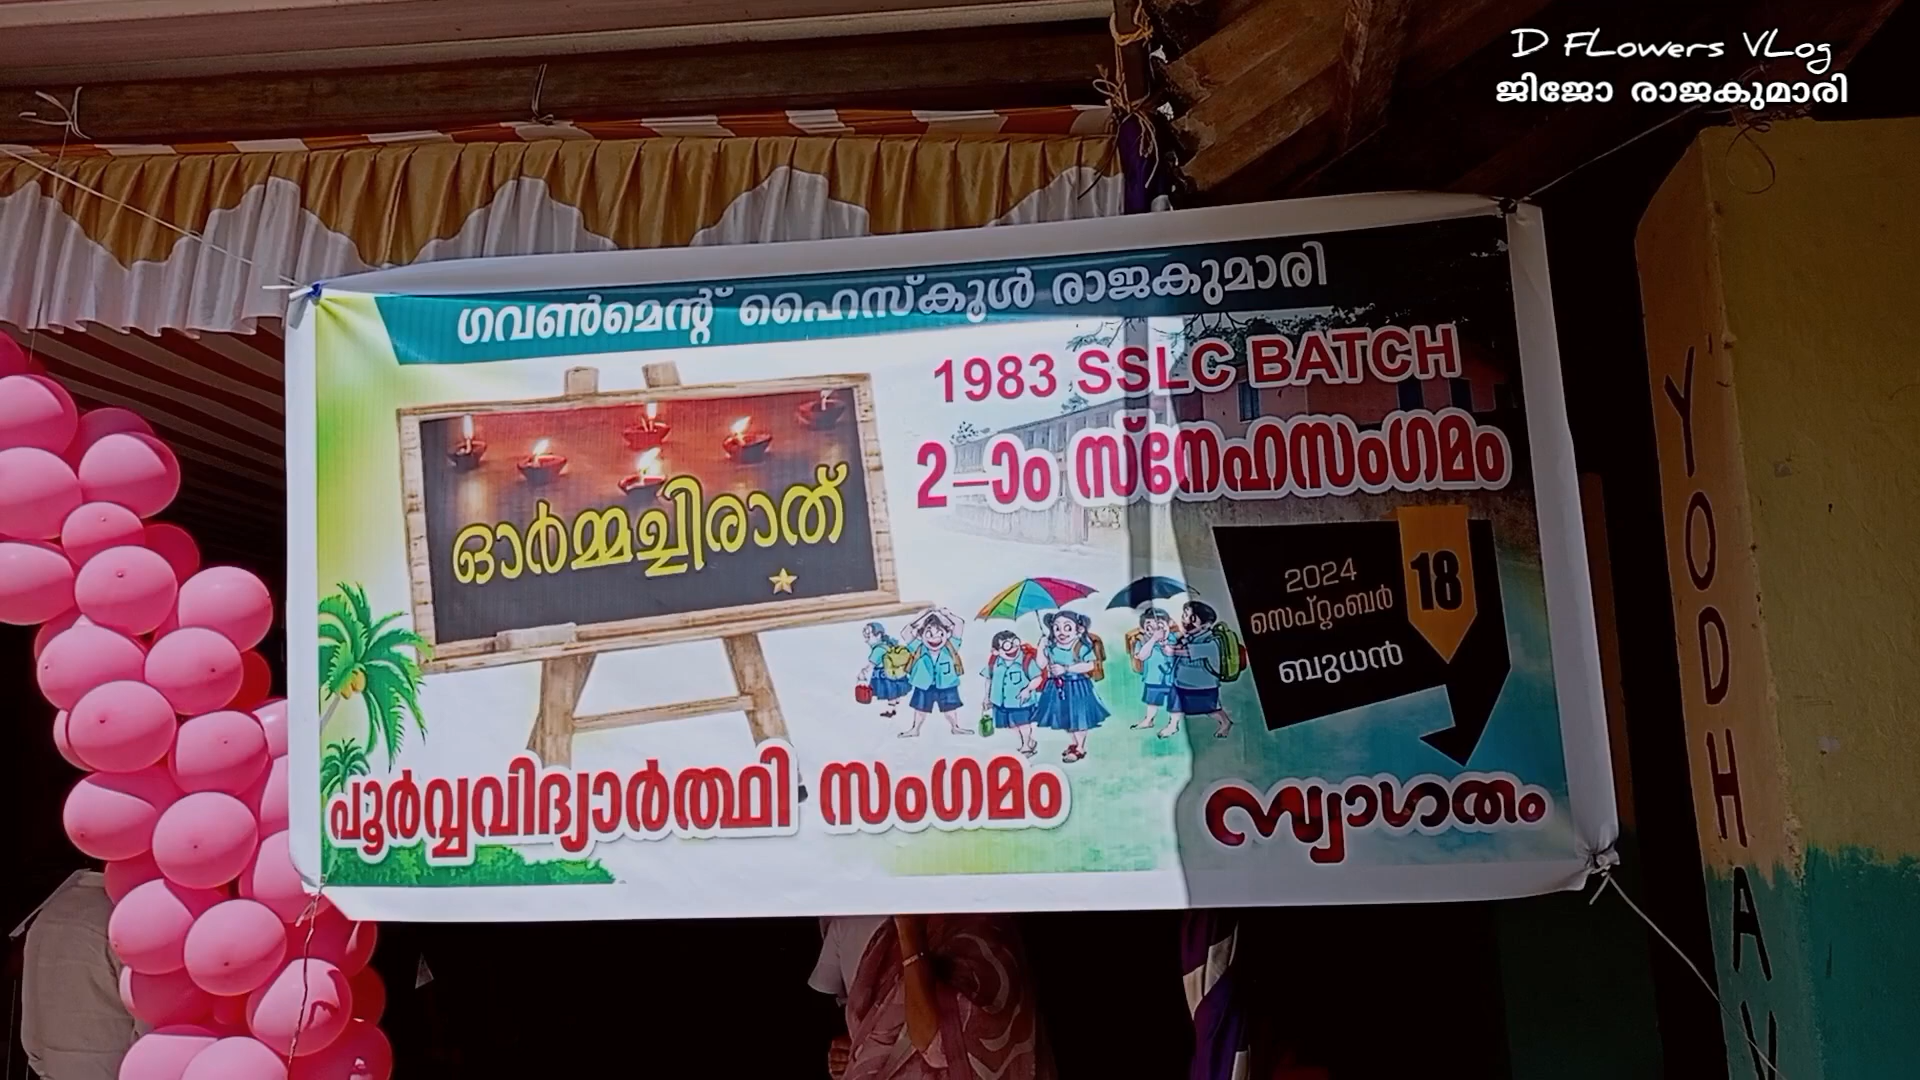 D FLowers VLog
ജിജോ രാജകുമാരി
ഗവൺമെന്റ് ഹൈസ്കൂൾ രാജകുമാരി
1983 SSLC BATCH
2-ാം സ്നേഹസംഗമം
ഓർമ്മച്ചിരാത്
2024
സെപ്റ്റംബർ
18
ബുധൻ
പൂർവ്വവിദ്യാർത്ഥി സംഗമം
സ്വാഗതം
YODHAV